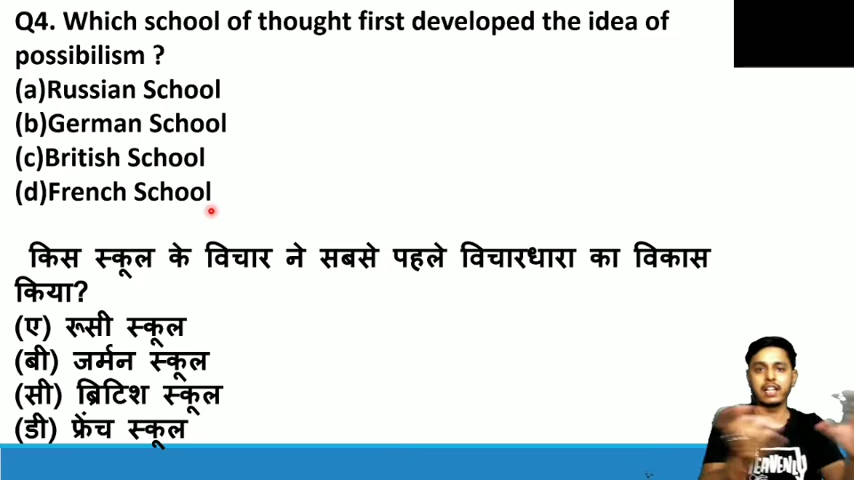 Q4. Which school of thought first developed the idea of
possibilism ?
(a)Russian School
(b)German School
(c)British School
(d)French School
किस स्कूल के विचार ने सबसे पहले विचारधारा का विकास
किया?
(ए) रूसी स्कूल
(बी) जर्मन स्कूल
(सी) ब्रिटिश स्कूल
(डी) फ्रेंच स्कूल